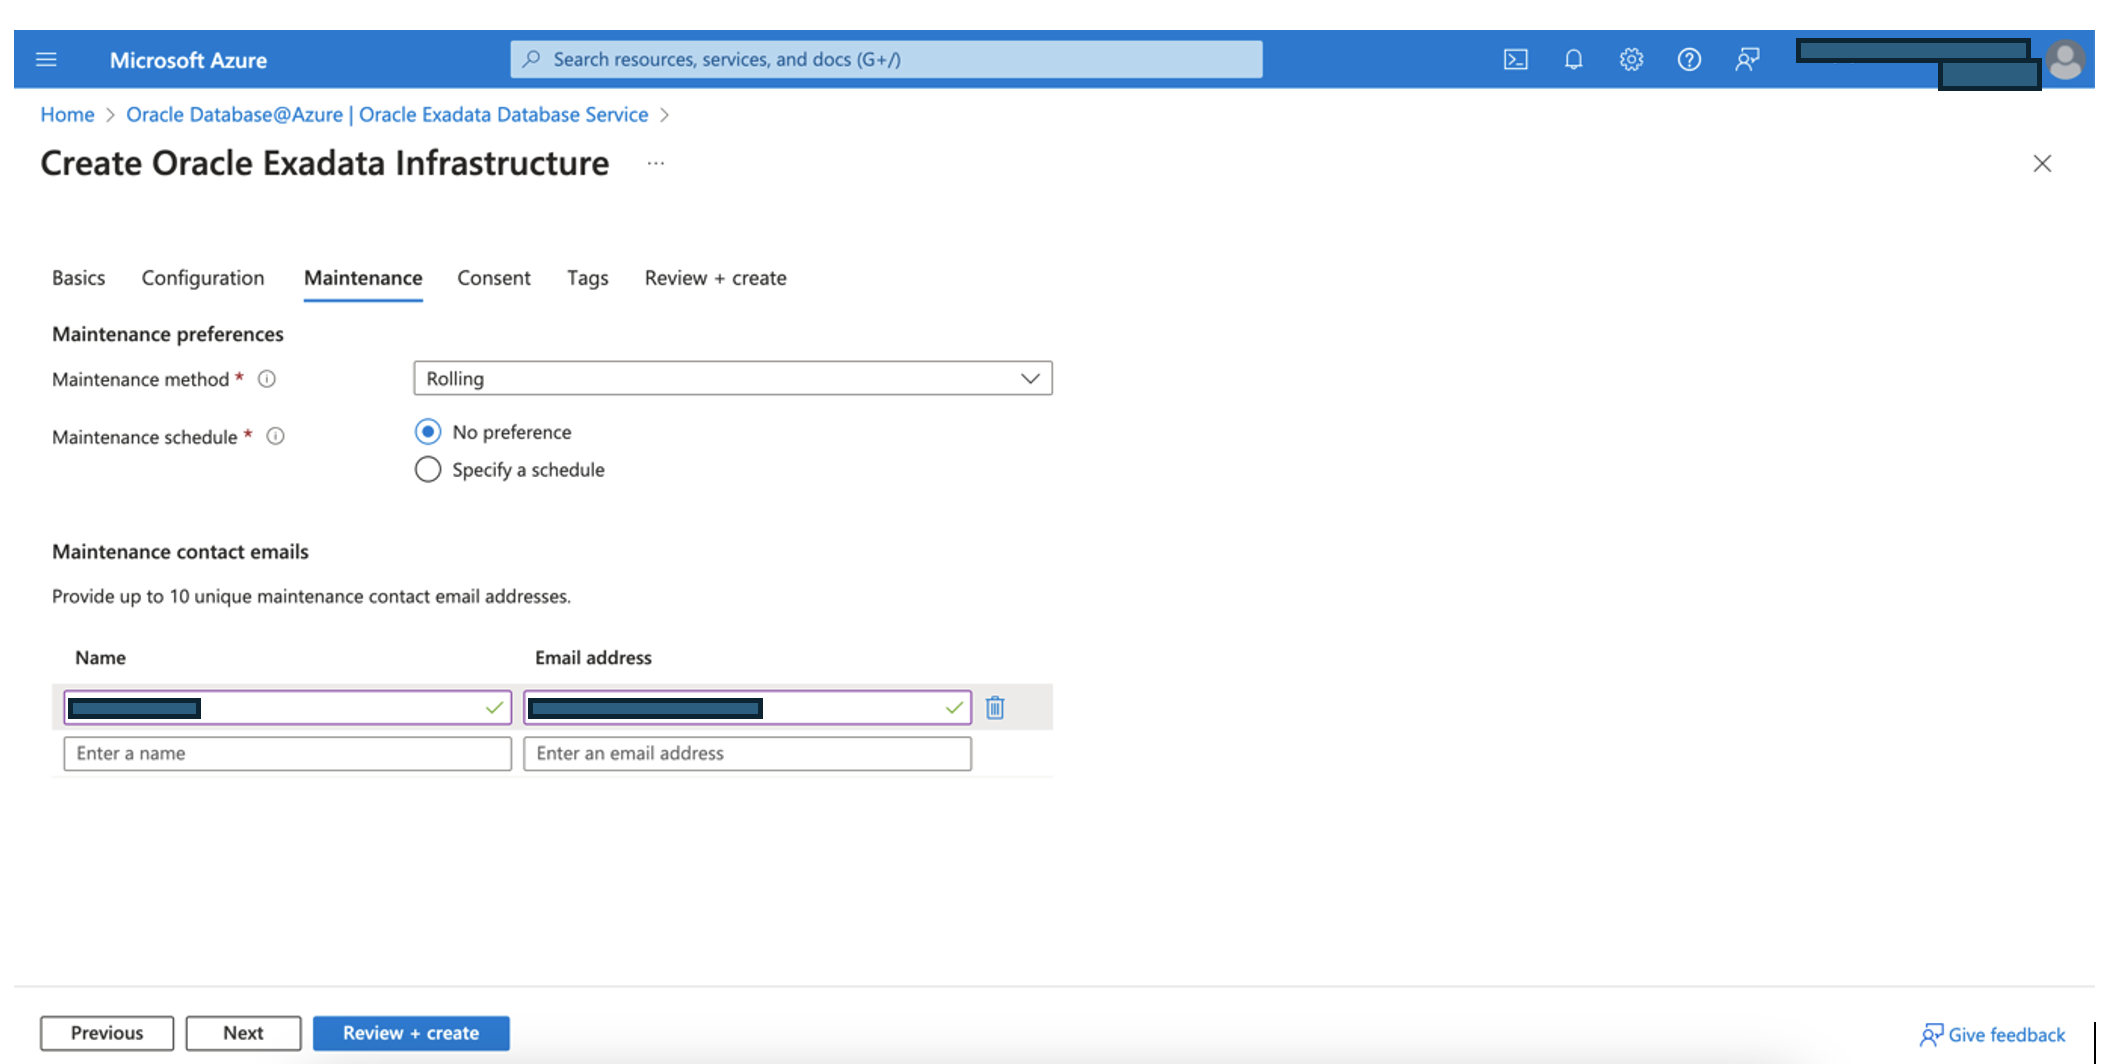 Microsoft Azure
Search resources, services, and docs (G+/)
Home > Oracle Database@Azure | Oracle Exadata Database Service >
Create Oracle Exadata Infrastructure ...
Basics Configuration Maintenance Consent Tags Review + create
Maintenance preferences
Maintenance method * Rolling
Maintenance schedule * No preference
Specify a schedule
Maintenance contact emails
Provide up to 10 unique maintenance contact email addresses.
Name Email address
Enter a name Enter an email address
Previous Next Review + create Give feedback